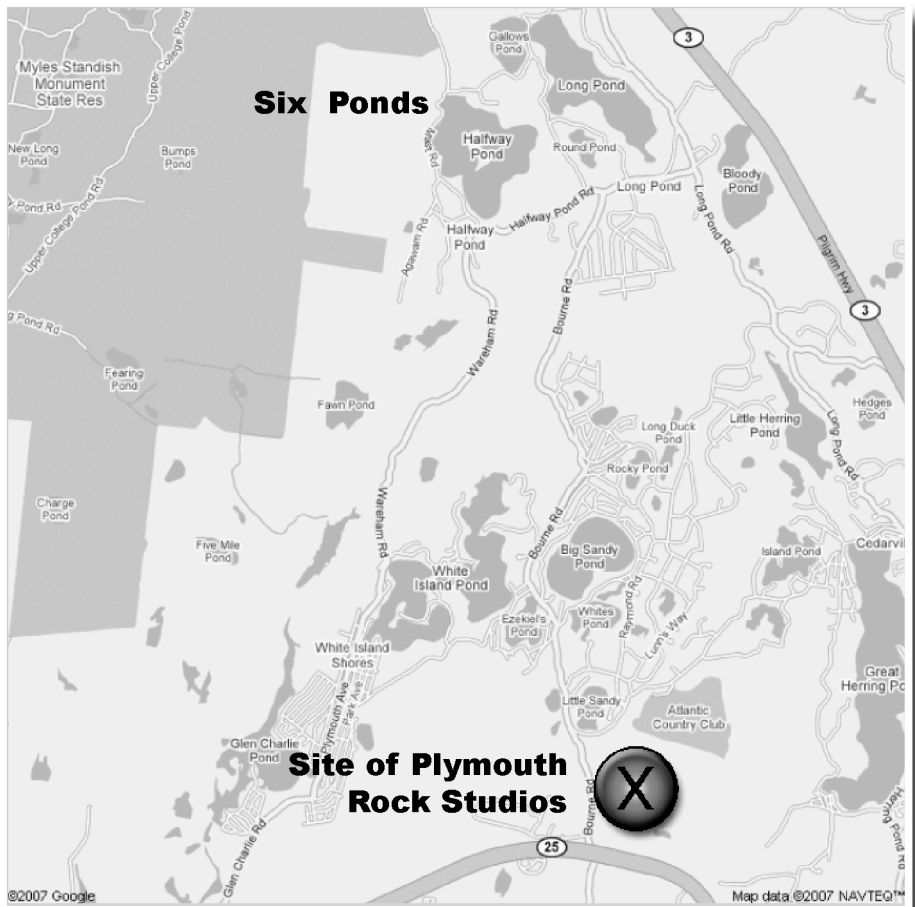 Upper College Pond
3
Gallows
Pond
Myles Standish
Monument
State Res
Long Pond
Six Ponds
Mast Rd
Halfway
Pond
Round Pond
New Long
Pond
Bumps
Pond
Bloody
Pond
Long Pond
Halfway Pond Rd
Long Pond Rd
Pond Rd
Upper College Pond Rd
Agawam Rd
Halfway
Pond
Pilgrim Hwy
Bourne Rd
3
Wareham Rd
g Pond Rd
Fearing
Pond
Fawn Pond
Hedges
Pond
Little Herring
Pond
Long Duck
Pond
Long Pond Rd
Rocky Pond
Charge
Pond
Wareham Rd
Bourne Rd
Five Mile
Pond
Big Sandy
Pond
Island Pond
Cedarvil
White
Island Pond
Raymond Rd
Ezekiel's
Pond
Whites
Pond
Lunn's Way
White Island
Shores
Great
Herring Po
Plymouth Ave
Park Ave
Little Sandy
Pond
Atlantic
Country Club
Glen Charlie
Pond
Site of Plymouth
Rock Studios
X
Bourne Rd
Herring Pond Rd
Glen Charlie Rd
25
©2007 Google
Map data ©2007 NAVTEQ™